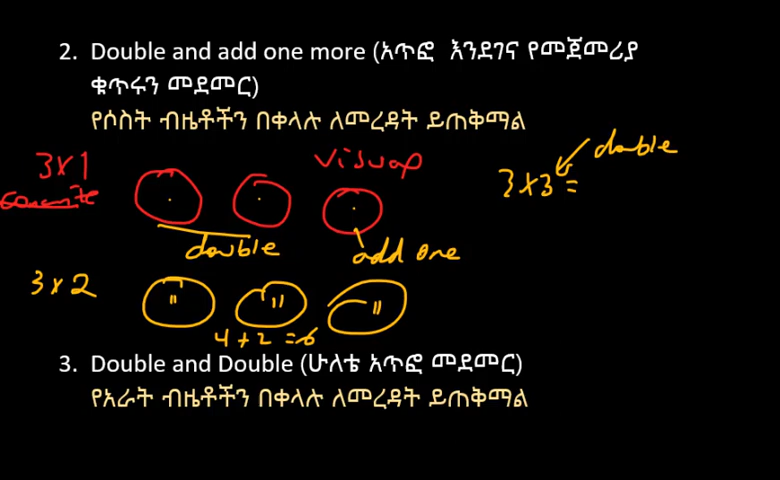 2. Double and add one more (አጥፎ እንደገና የመጀመሪያ
ቁጥሩን መደመር)
የሶስት ብዜቶችን በቀላሉ ለመረዳት ይጠቅማል
3x1
visuap
double
3x3=
double
add one
3x2
4+2=6
3. Double and Double (ሁለቴ አጥፎ መደመር)
የአራት ብዜቶችን በቀላሉ ለመረዳት ይጠቅማል